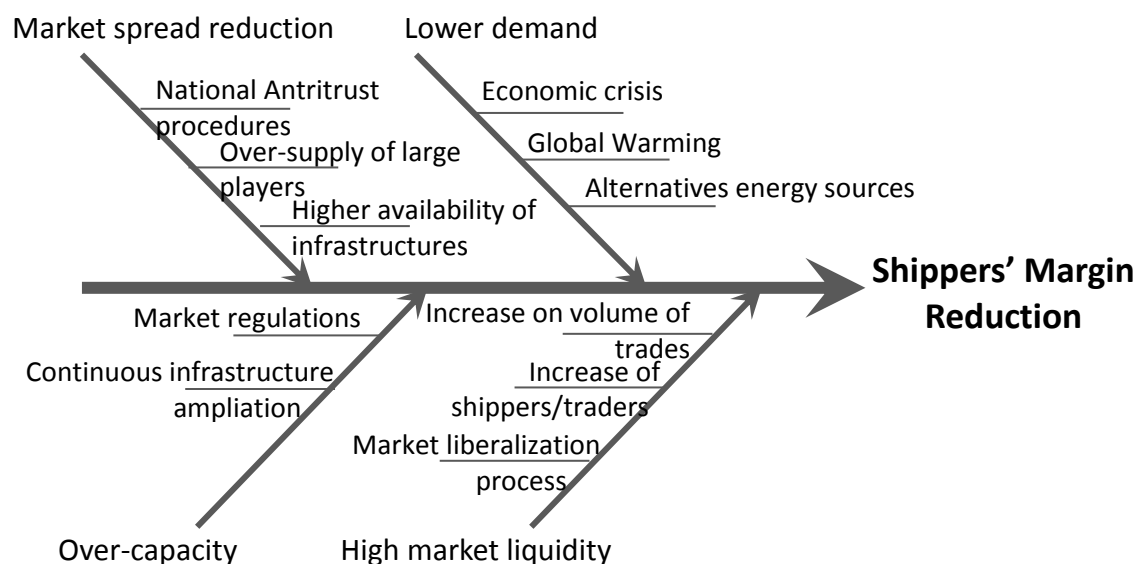 Market spread reduction
National Antritrust
procedures
Over-supply of large
players
Higher availability of
infrastructures
Lower demand
Economic crisis
Global Warming
Alternatives energy sources
Shippers’ Margin
Reduction
Market regulations
Continuous infrastructure
ampliation
Over-capacity
Increase on volume of
trades
Increase of
shippers/traders
Market liberalization
process
High market liquidity